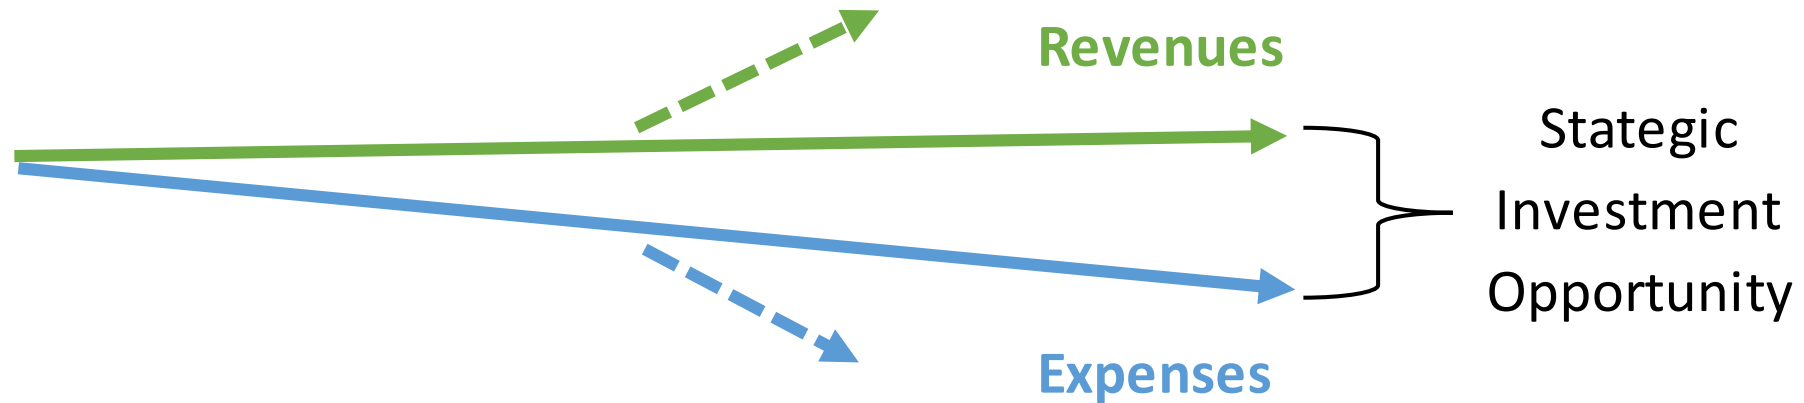 Revenues
Stategic
Investment
Opportunity
Expenses